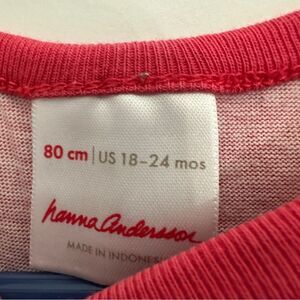 80 cm | US 18-24 mos
hanna andersson
MADE IN INDONES